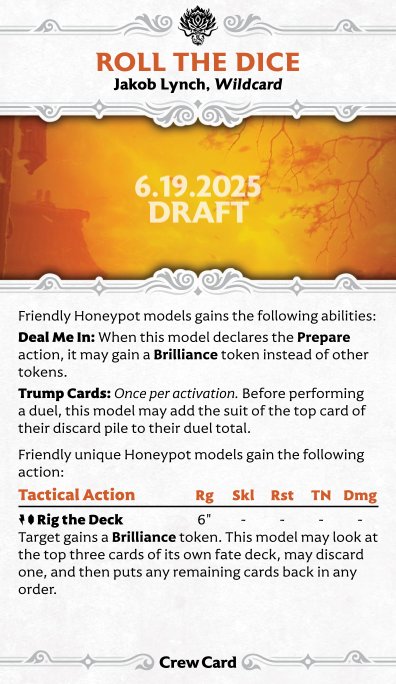 ROLL THE DICE
Jakob Lynch, Wildcard
6.19.2025
DRAFT
Friendly Honeypot models gains the following abilities:
Deal Me In: When this model declares the Prepare
action, it may gain a Brilliance token instead of other
tokens.
Trump Cards: Once per activation. Before performing
a duel, this model may add the suit of the top card of
their discard pile to their duel total.
Friendly unique Honeypot models gain the following
action:
Tactical Action Rg Skl Rst TN Dmg
Rig the Deck 6" - - - -
Target gains a Brilliance token. This model may look at
the top three cards of its own fate deck, may discard
one, and then puts any remaining cards back in any
order.
Crew Card